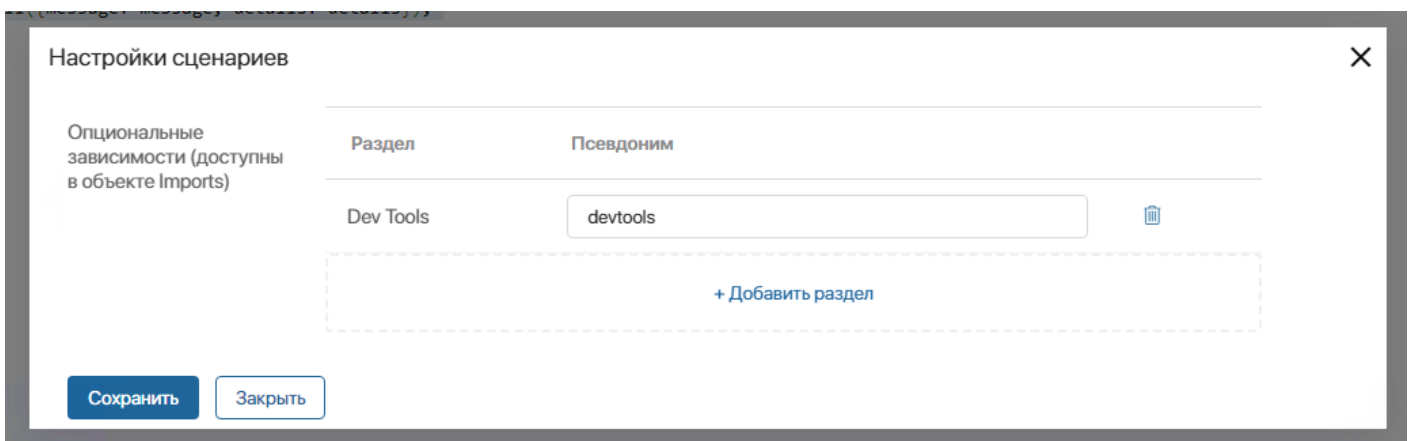 Настройки сценариев
Опциональные
зависимости (доступны
в объекте Imports)
Раздел
Псевдоним
Dev Tools
devtools
+ Добавить раздел
Сохранить
Закрыть